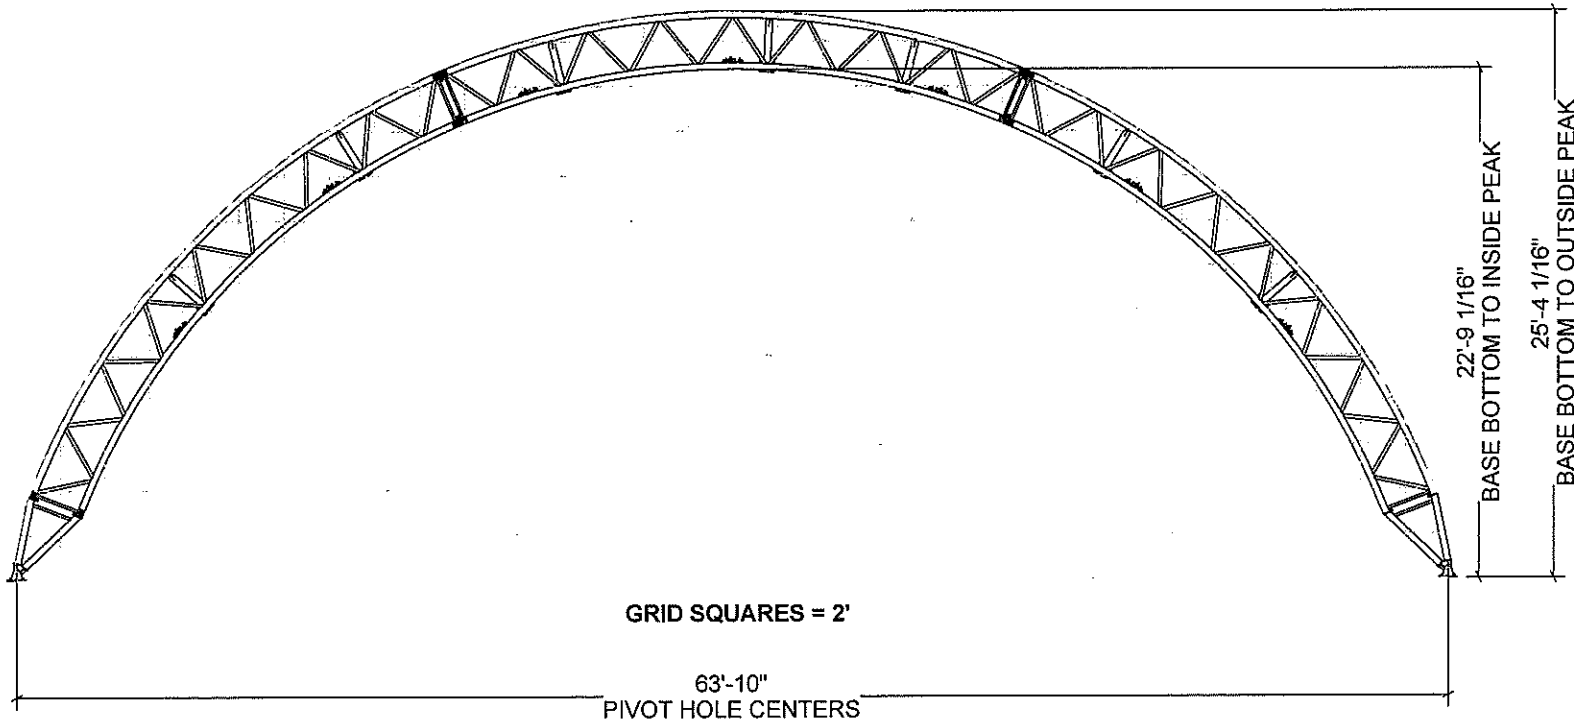 22'-9 1/16"
BASE BOTTOM TO INSIDE PEAK
25'-4 1/16"
BASE BOTTOM TO OUTSIDE PEAK
GRID SQUARES = 2'
63'-10"
PIVOT HOLE CENTERS